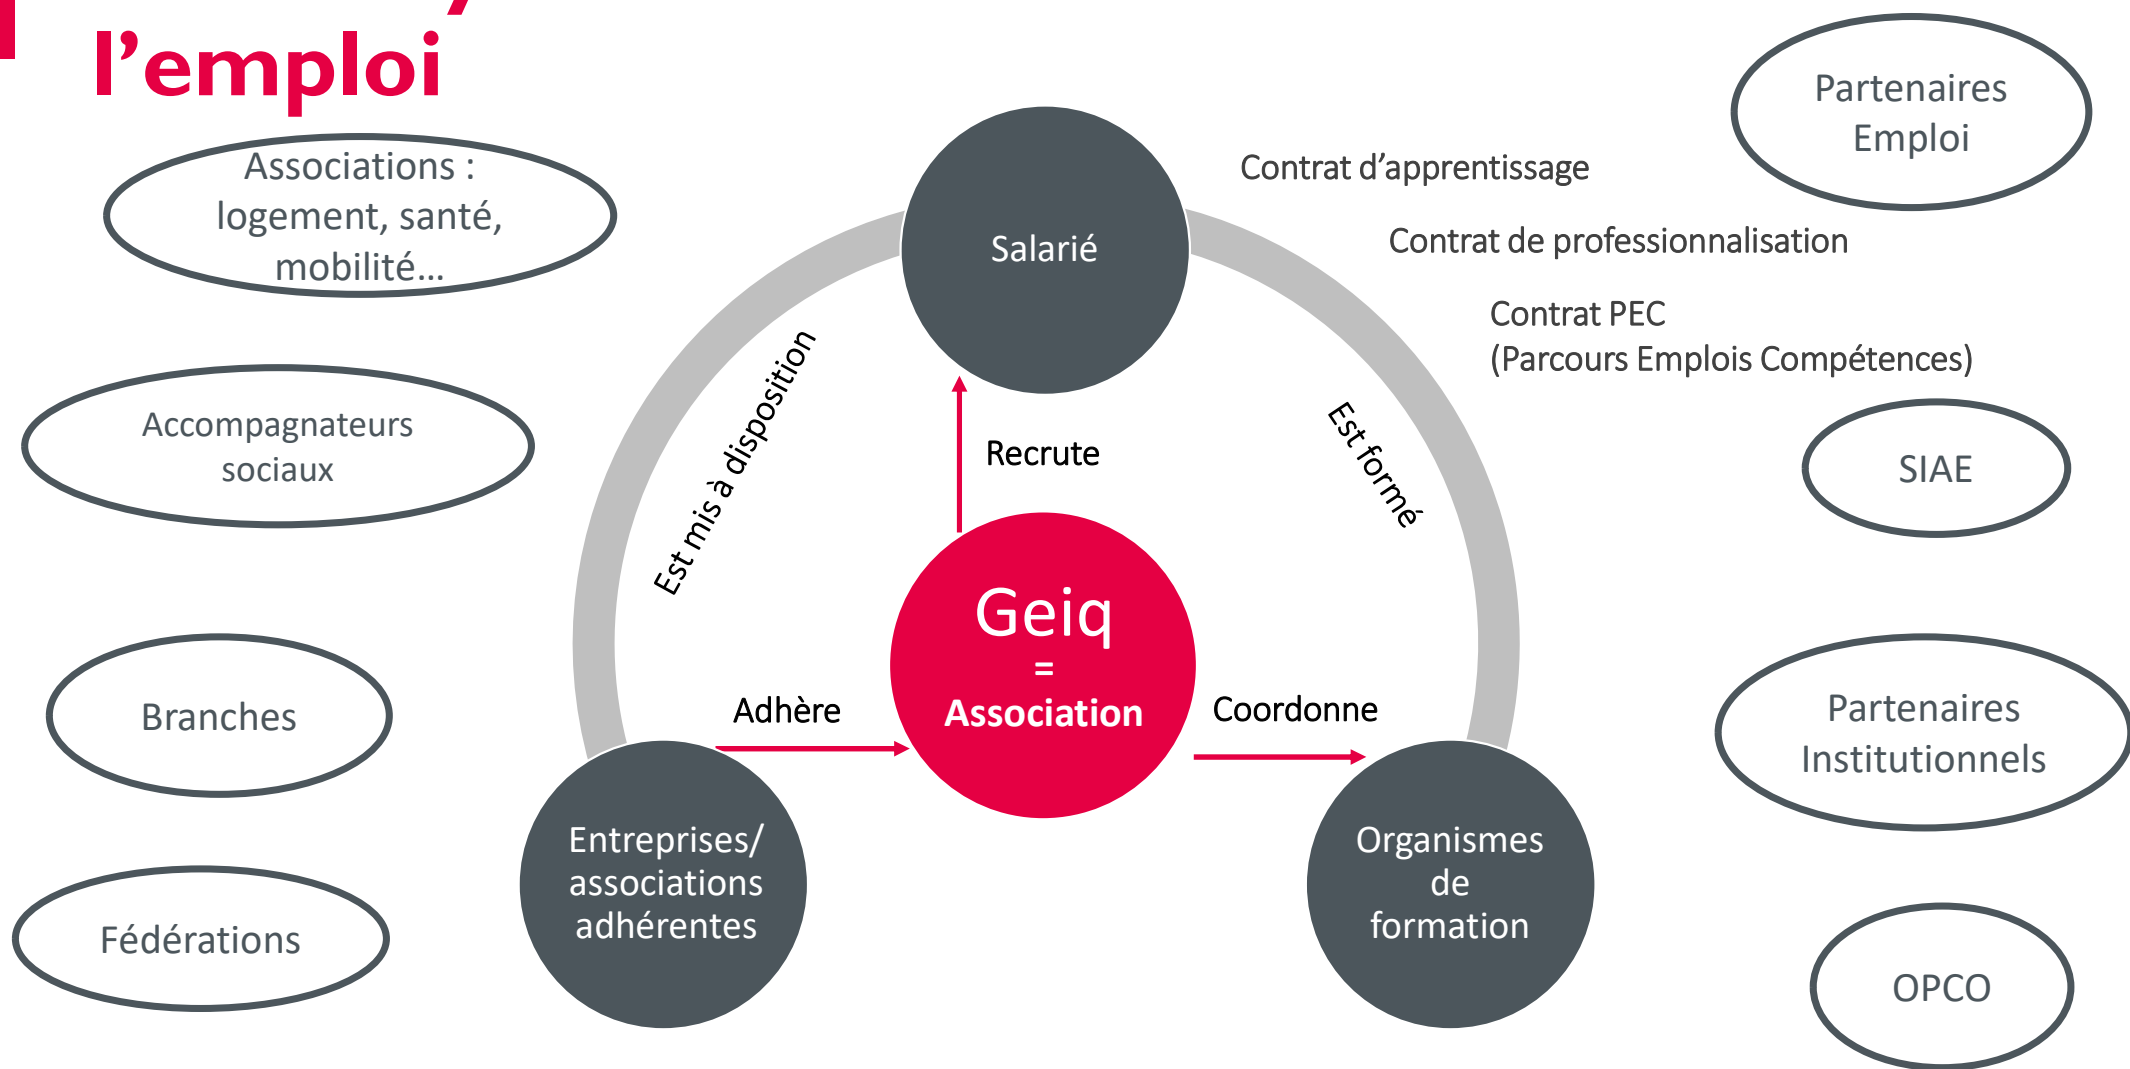 l’emploi
Associations :
logement, santé,
mobilité...
Accompagnateurs
sociaux
Branches
Fédérations
Salarié
Est mis à disposition
Recrute
Est formé
Geiq
=
Association
Adhère
Coordonne
Entreprises/
associations
adhérentes
Organismes
de
formation
Contrat d’apprentissage
Contrat de professionnalisation
Contrat PEC
(Parcours Emplois Compétences)
Partenaires
Emploi
SIAE
Partenaires
Institutionnels
OPCO